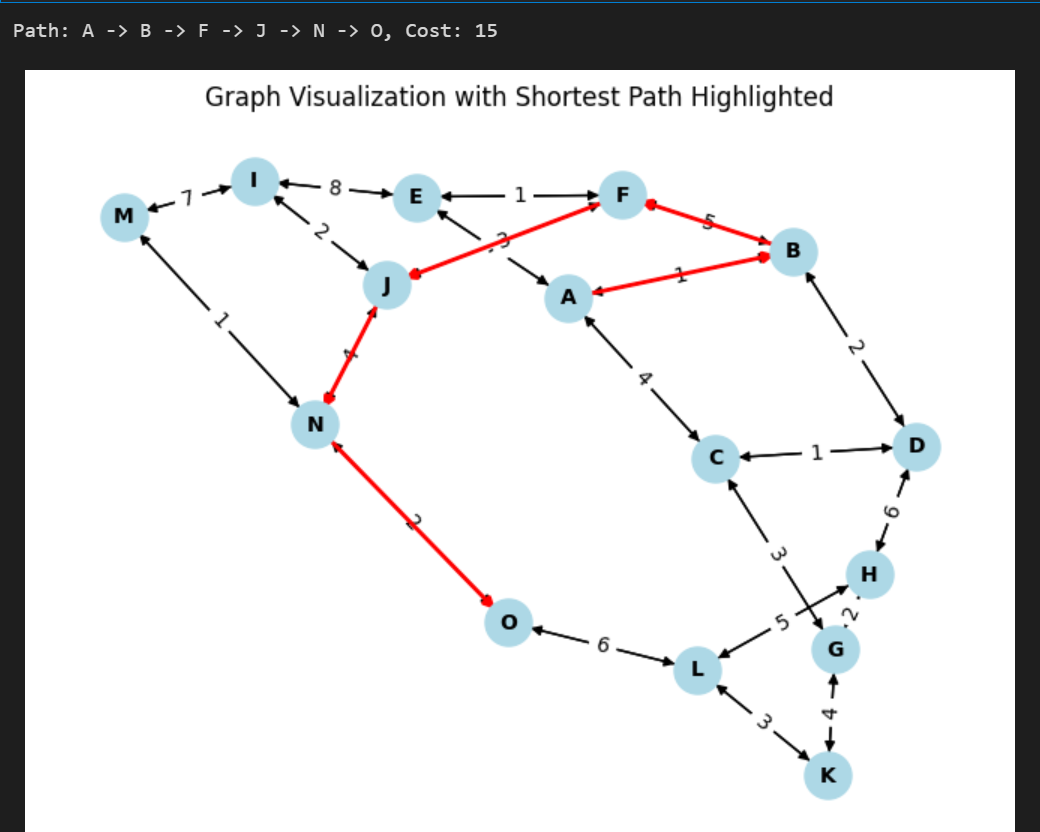 Path: A -> B -> F -> J -> N -> O, Cost: 15
Graph Visualization with Shortest Path Highlighted
M
7
I
8
E
1
F
5
B
2
3
1
J
A
1
4
4
2
N
C
1
D
2
3
6
H
O
6
5
2
L
G
3
4
K